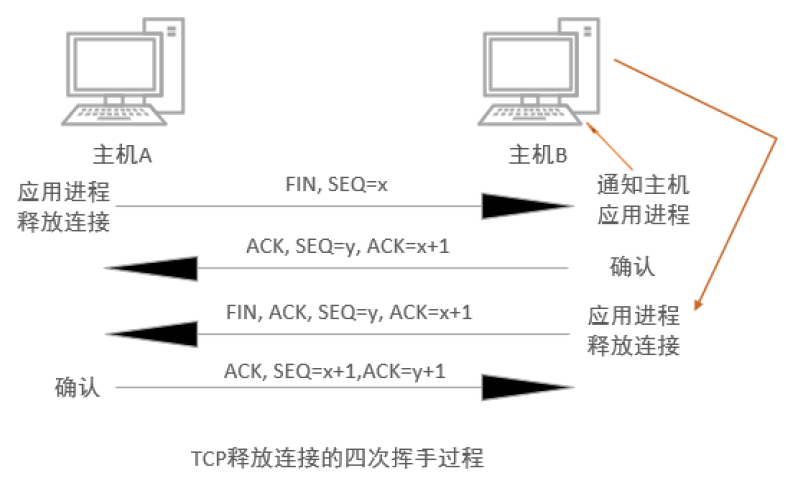 主机A
主机B
应用进程
释放连接
FIN, SEQ=x
通知主机
应用进程
ACK, SEQ=y, ACK=x+1
确认
FIN, ACK, SEQ=y, ACK=x+1
应用进程
释放连接
确认
ACK, SEQ=x+1,ACK=y+1
TCP释放连接的四次挥手过程